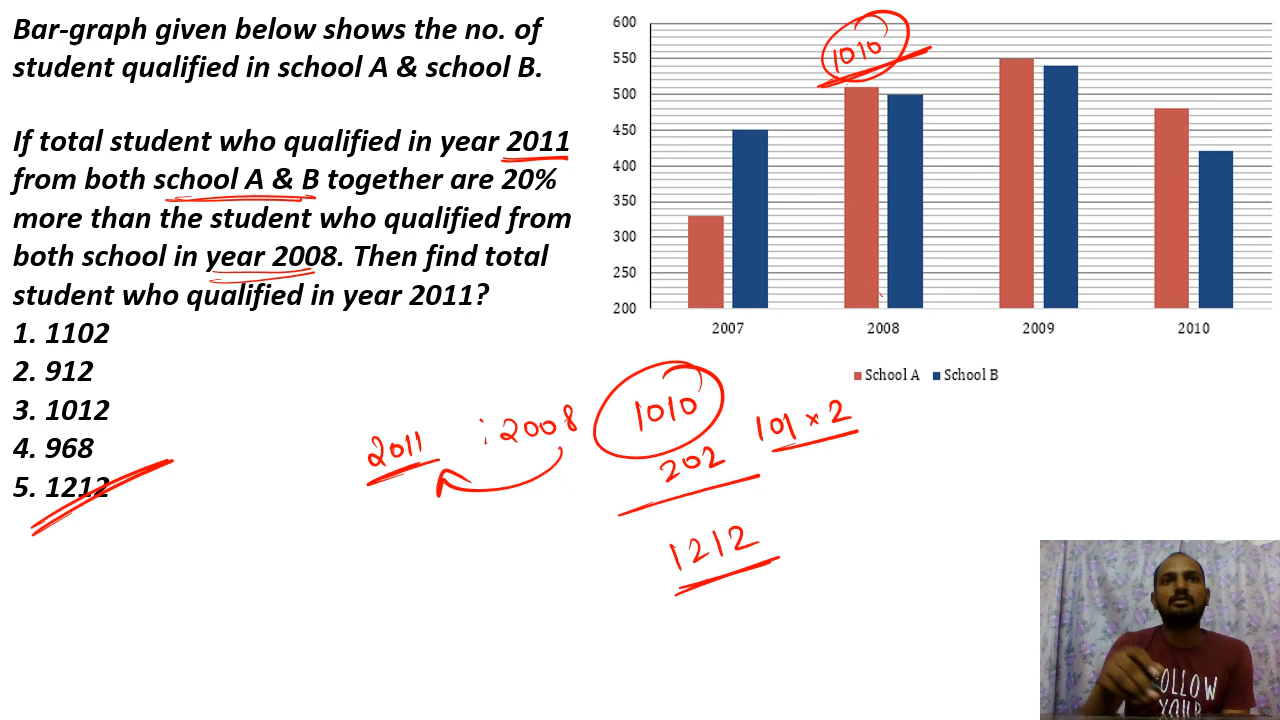 Bar-graph given below shows the no. of
student qualified in school A & school B.
If total student who qualified in year 2011
from both school A & B together are 20%
more than the student who qualified from
both school in year 2008. Then find total
student who qualified in year 2011?
1. 1102
2. 912
3. 1012
4. 968
5. 1212
600
550
500
450
400
350
300
250
200
1010
2007 2008 2009 2010
School A School B
2011 : 2008 1010
101 × 2
202
1212
FOLLOW
YOUR